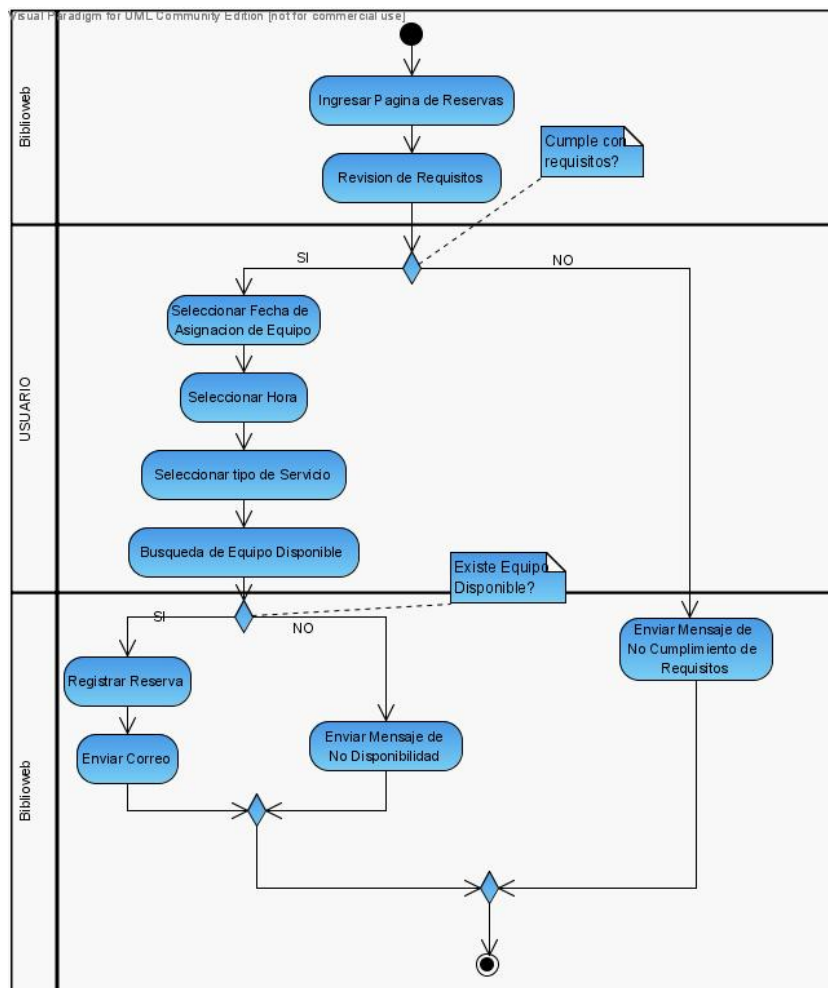 Visual Paradigm for UML Community Edition [not for commercial use]
Biblioweb
Ingresar Pagina de Reservas
Cumple con
requisitos?
Revision de Requisitos
USUARIO
SI
NO
Seleccionar Fecha de
Asignacion de Equipo
Seleccionar Hora
Seleccionar tipo de Servicio
Busqueda de Equipo Disponible
Existe Equipo
Disponible?
Biblioweb
SI
NO
Enviar Mensaje de
No Cumplimiento de
Requisitos
Registrar Reserva
Enviar Mensaje de
No Disponibilidad
Enviar Correo